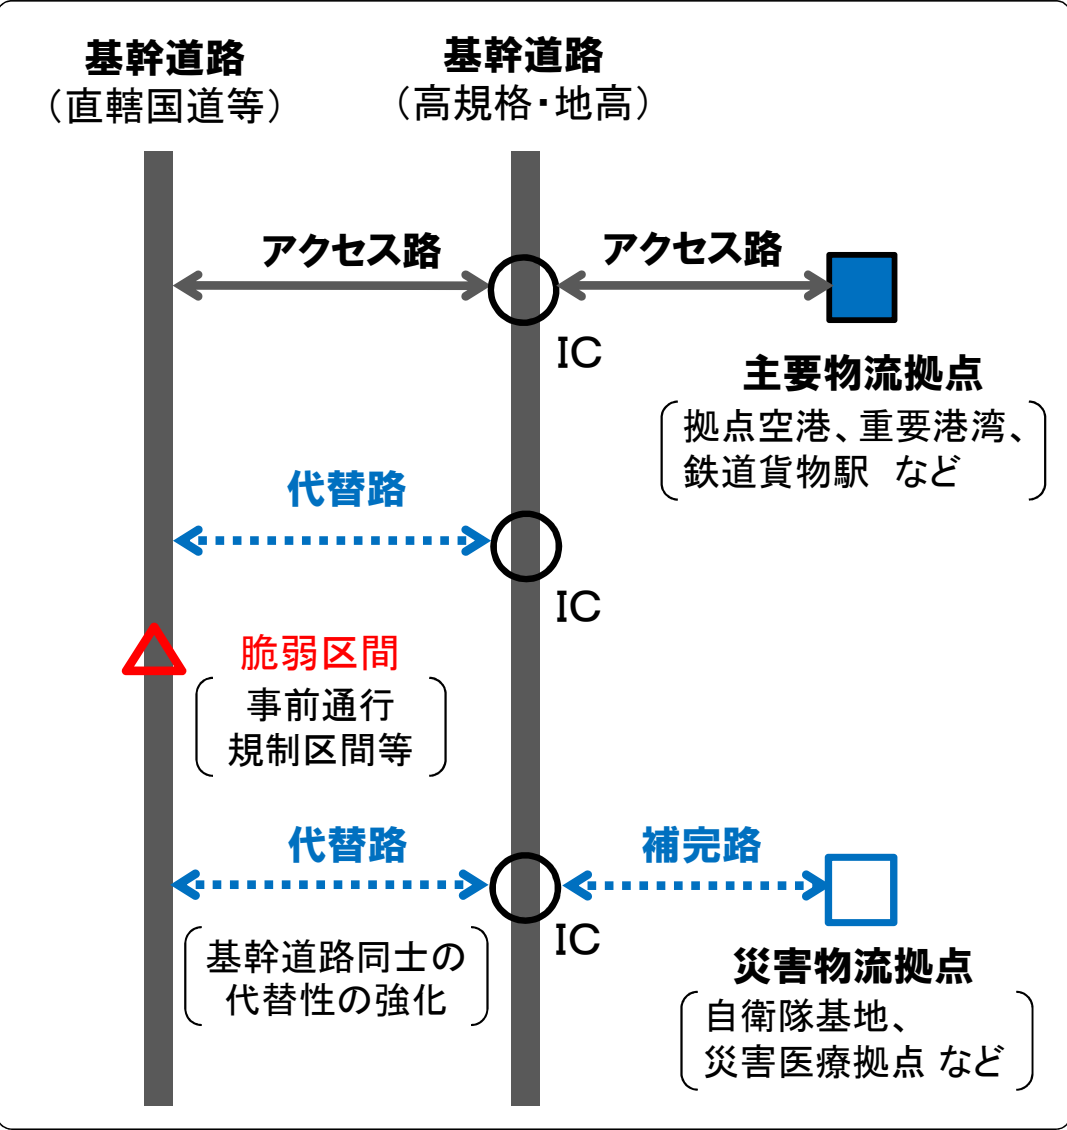 基幹道路
（直轄国道等）
基幹道路
（高規格・地高）
アクセス路
アクセス路
IC
主要物流拠点
拠点空港、重要港湾、
鉄道貨物駅 など
代替路
IC
脆弱区間
事前通行
規制区間等
代替路
補完路
IC
基幹道路同士の
代替性の強化
災害物流拠点
自衛隊基地、
災害医療拠点 など